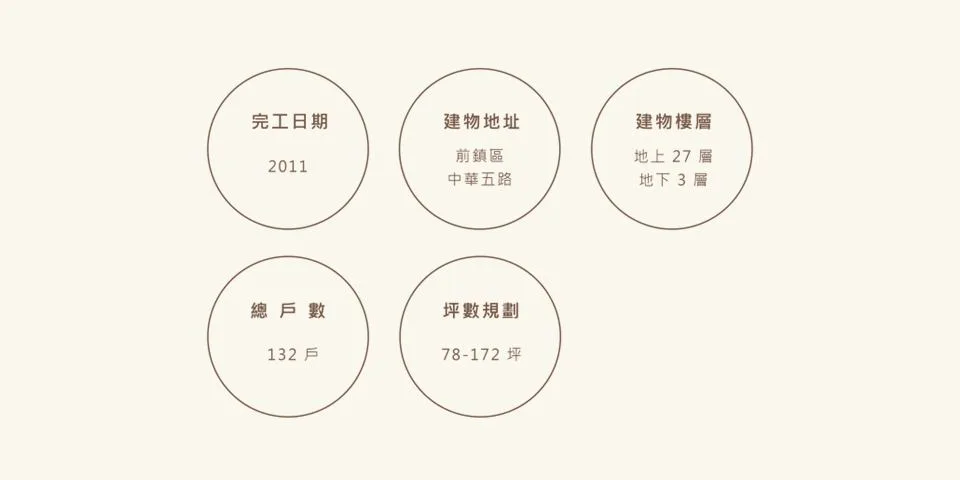 完工日期
2011
建物地址
前鎮區
中華五路
建物樓層
地上 27 層
地下 3 層
總 戶 數
132 戶
坪數規劃
78-172 坪